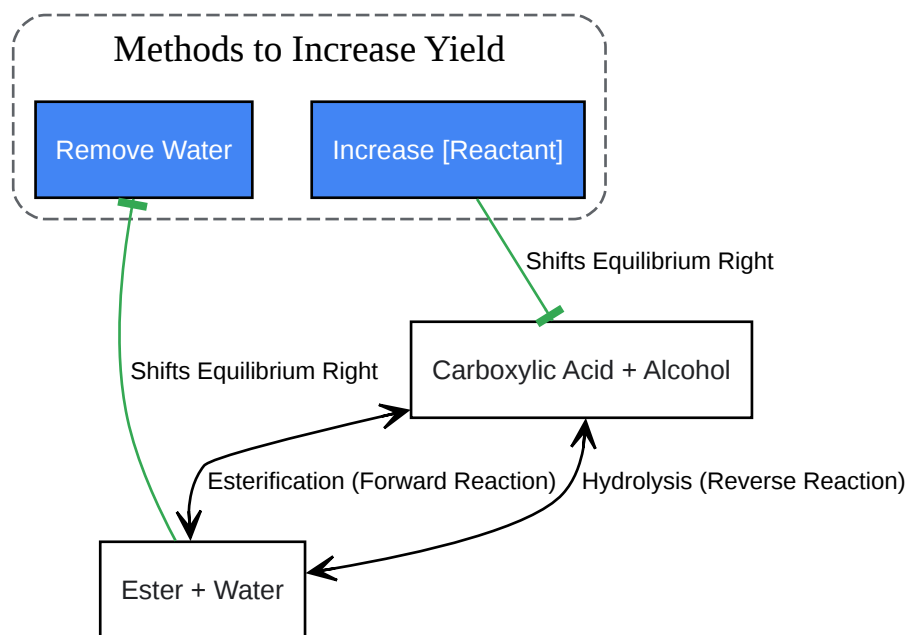 Methods to Increase Yield
Remove Water
Increase [Reactant]
Shifts Equilibrium Right
Carboxylic Acid + Alcohol
Shifts Equilibrium Right
Esterification (Forward Reaction)
Hydrolysis (Reverse Reaction)
Ester + Water